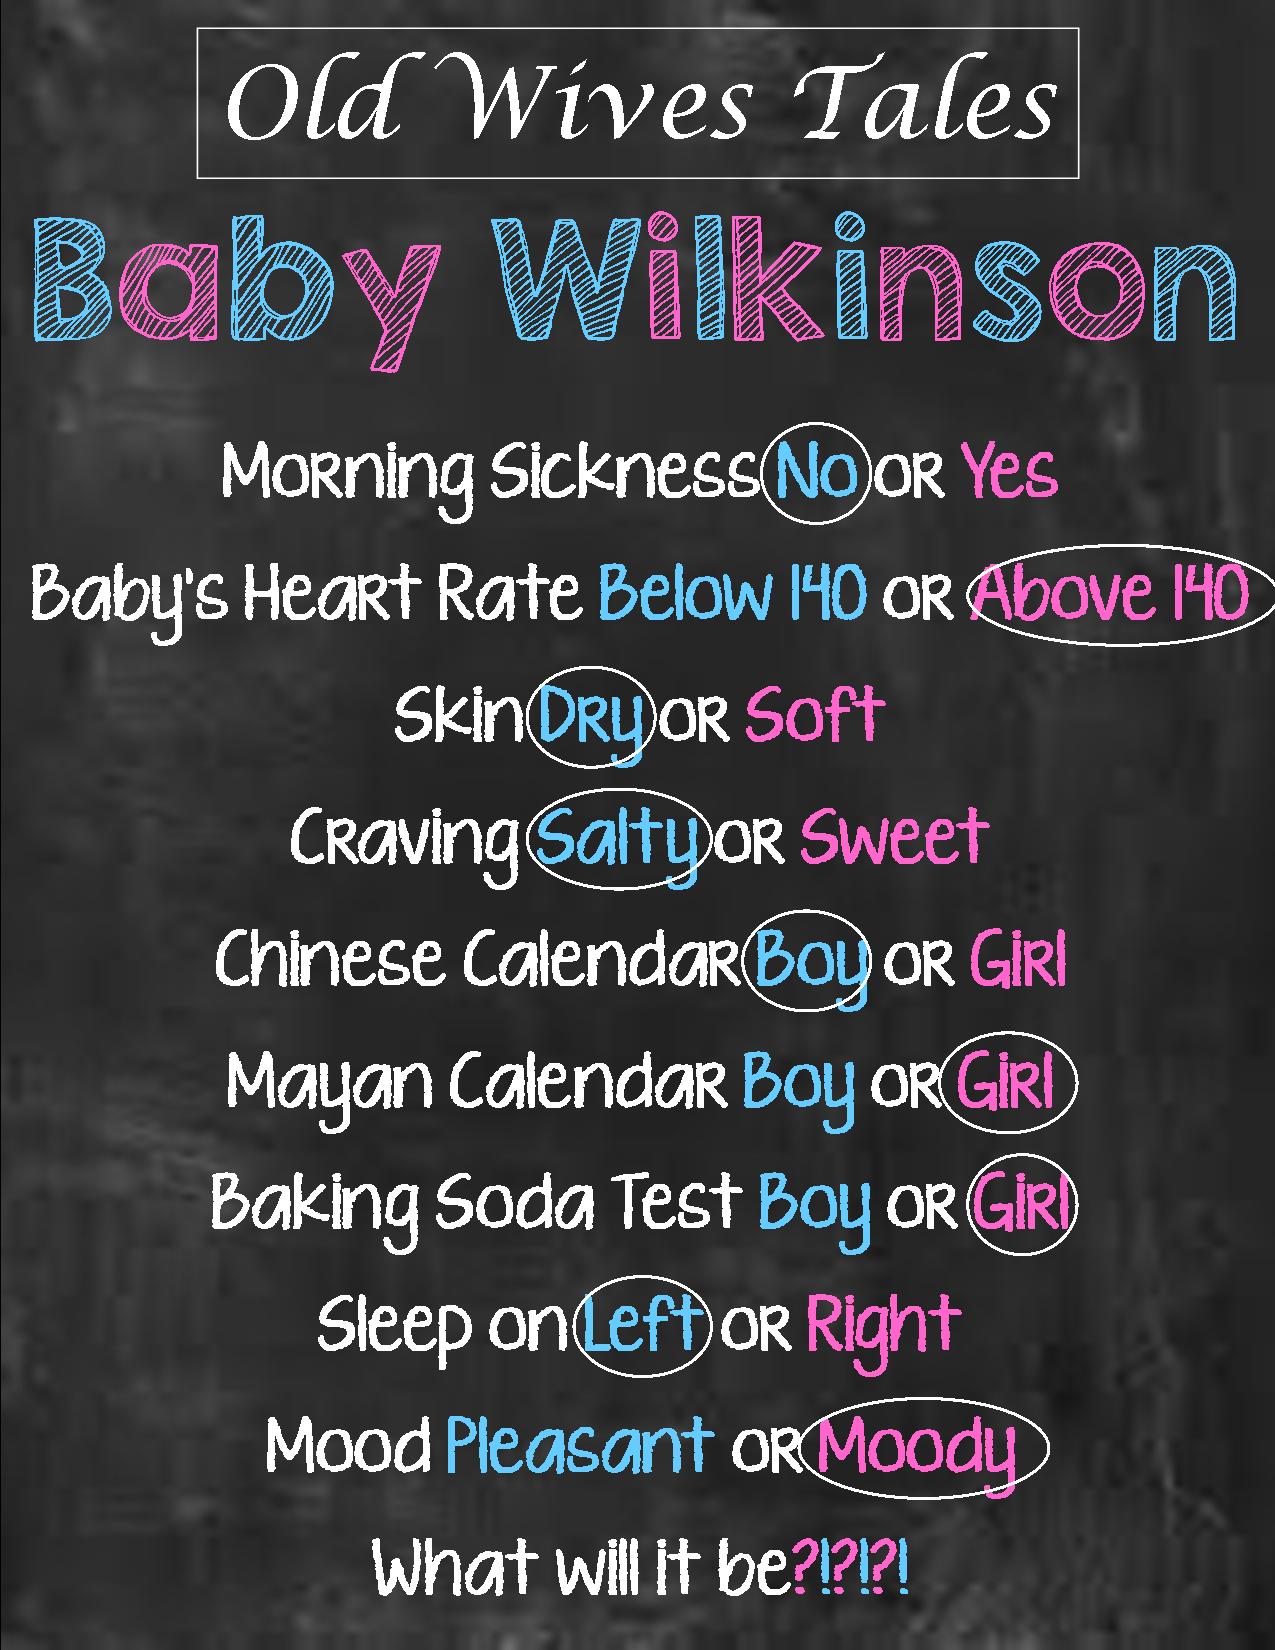 Old Wives Tales
Baby Wilkinson
Morning Sickness No or Yes
Baby's Heart Rate Below 140 or Above 140
Skin Dry or Soft
Craving Salty or Sweet
Chinese Calendar Boy or Girl
Mayan Calendar Boy or Girl
Baking Soda Test Boy or Girl
Sleep on Left or Right
Mood Pleasant or Moody
What will it be?!?!?!